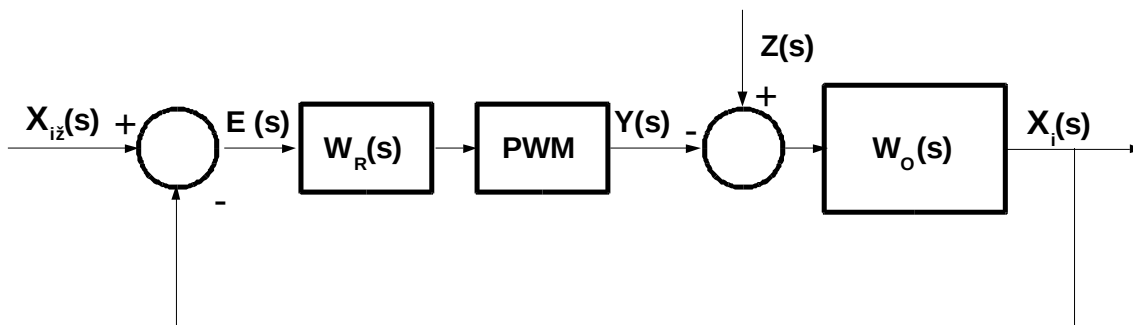 Z(s)
X_iž(s) + E (s) W_R(s) PWM Y(s) - + W_O(s) X_i(s)
-